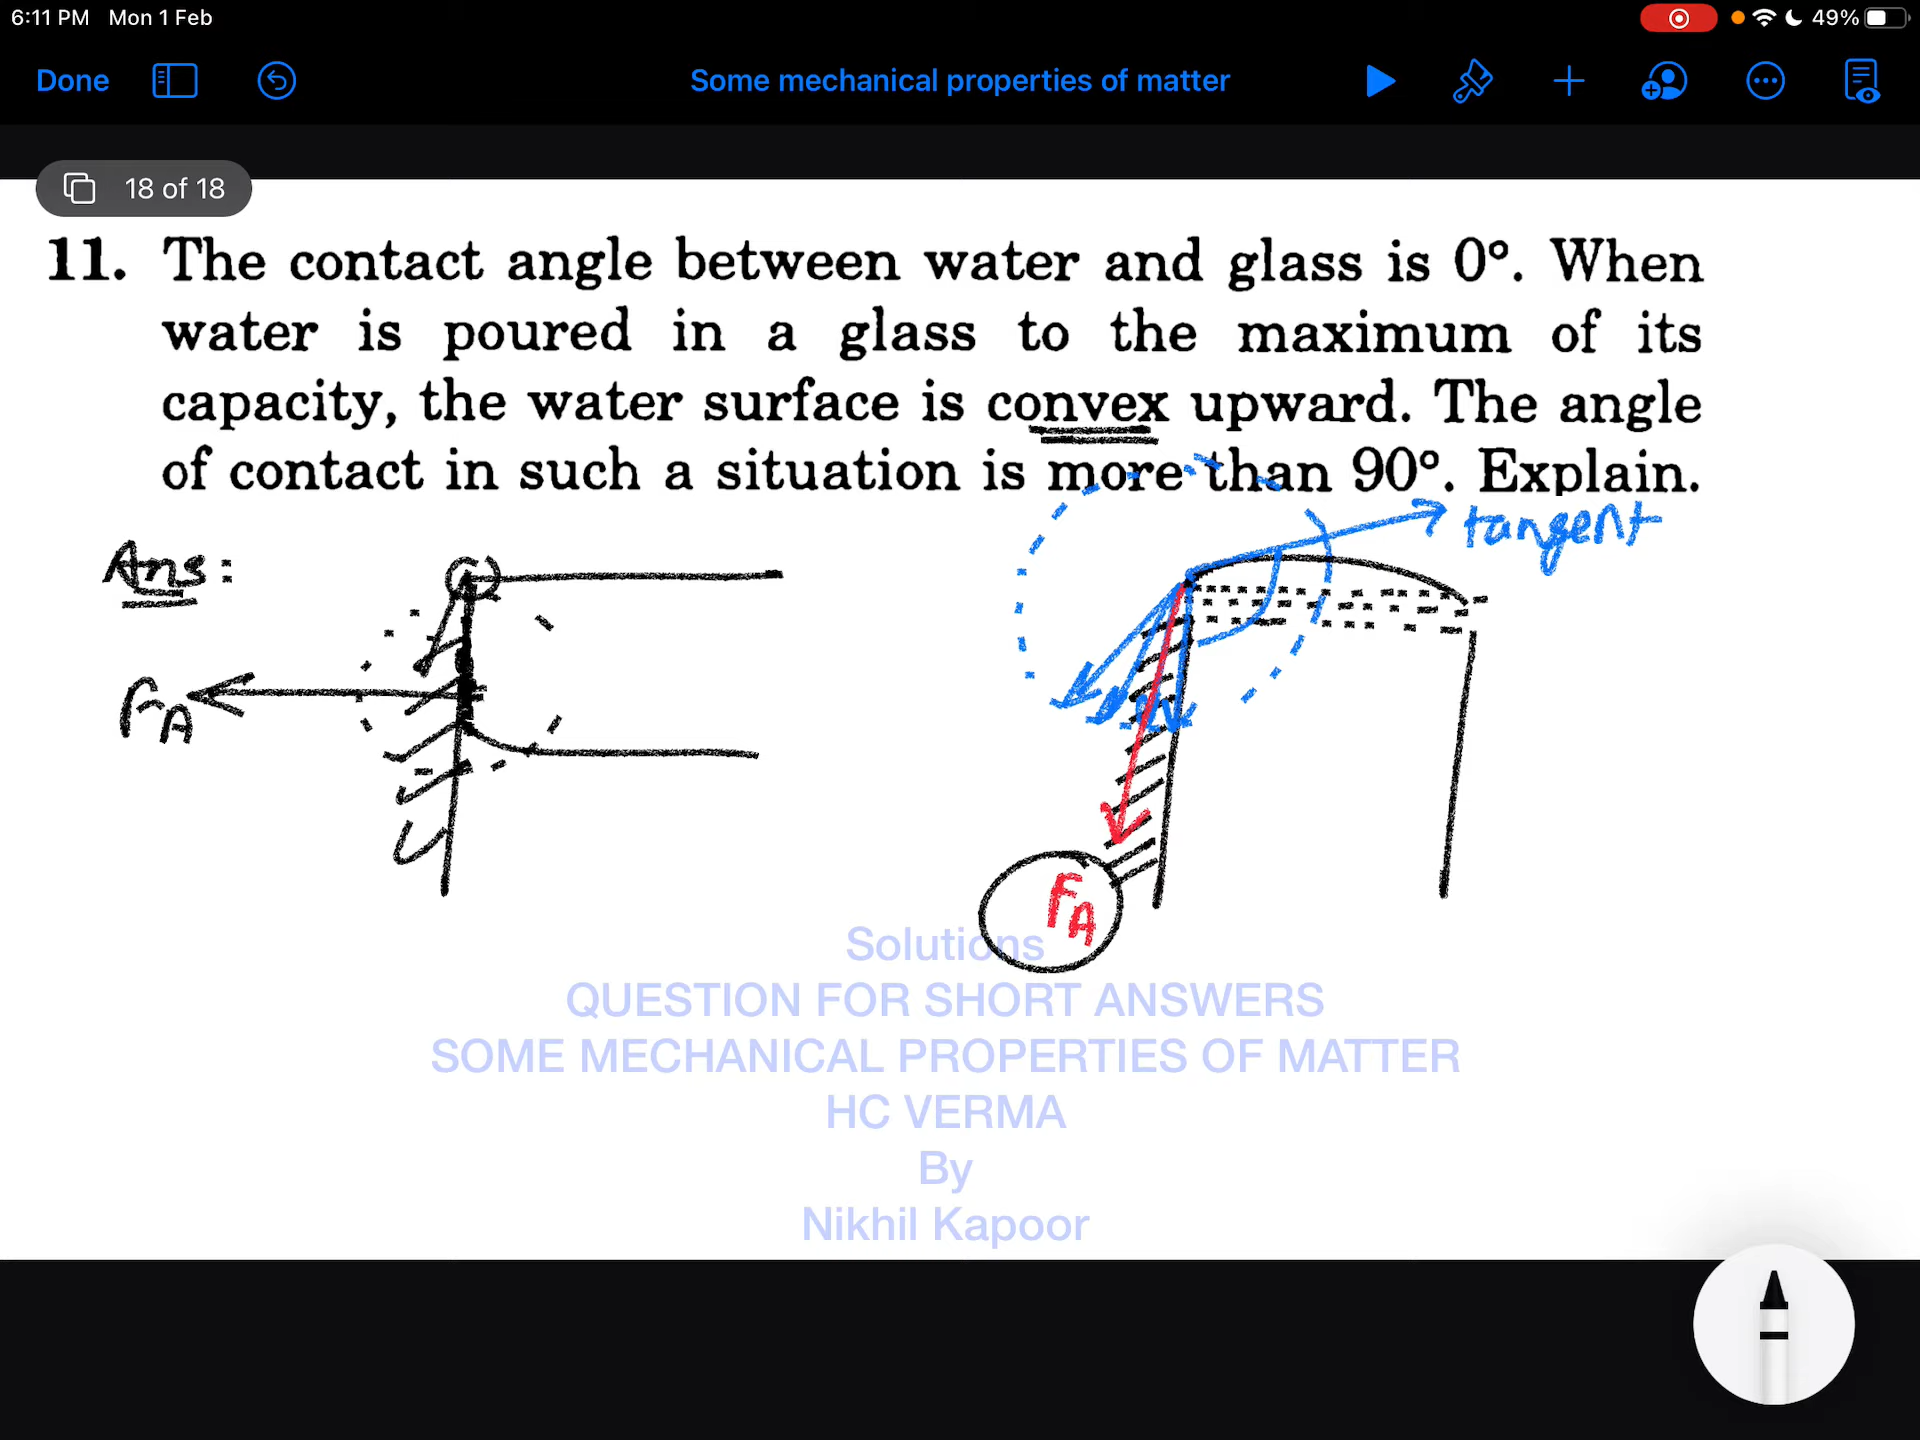 6:11 PM Mon 1 Feb
49%
Done
Some mechanical properties of matter
18 of 18
11. The contact angle between water and glass is 0°. When
water is poured in a glass to the maximum of its
capacity, the water surface is convex upward. The angle
of contact in such a situation is more than 90°. Explain.
tangent
Ans:
FA
FA
Solutions
QUESTION FOR SHORT ANSWERS
SOME MECHANICAL PROPERTIES OF MATTER
HC VERMA
By
Nikhil Kapoor